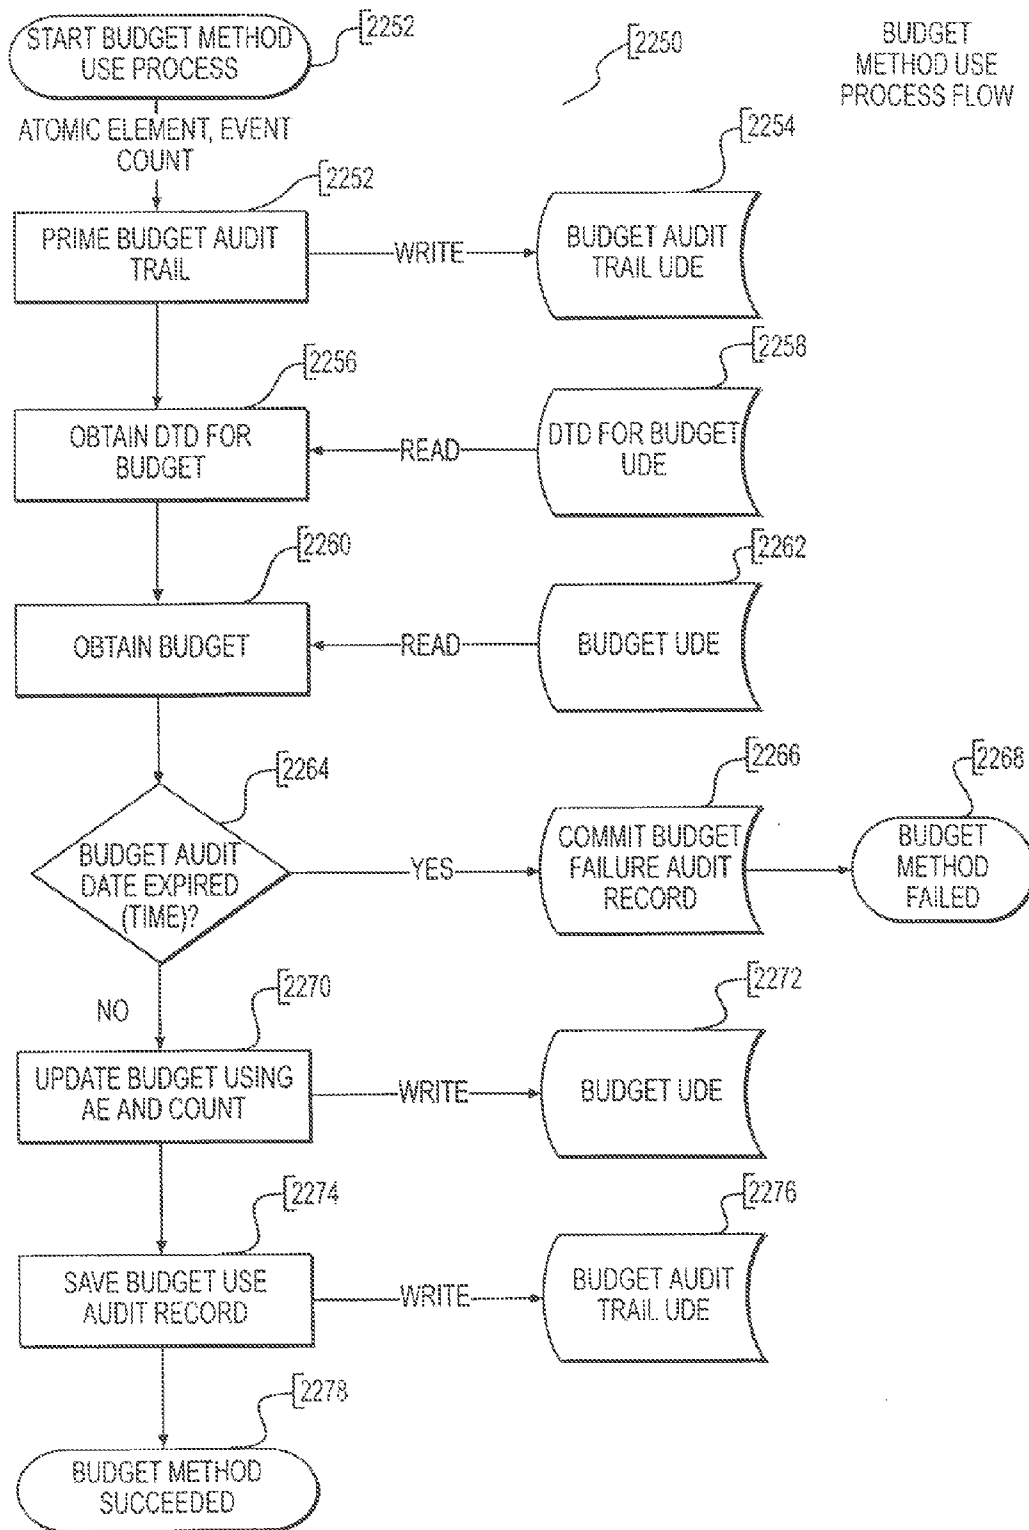 START BUDGET METHOD
USE PROCESS
[2252
[2250
BUDGET
METHOD USE
PROCESS FLOW
ATOMIC ELEMENT, EVENT
COUNT
[2252
[2254
PRIME BUDGET AUDIT
TRAIL
WRITE
BUDGET AUDIT
TRAIL UDE
[2256
[2258
OBTAIN DTD FOR
BUDGET
READ
DTD FOR BUDGET
UDE
[2260
[2262
OBTAIN BUDGET
READ
BUDGET UDE
[2264
[2266
[2268
BUDGET AUDIT
DATE EXPIRED
(TIME)?
YES
COMMIT BUDGET
FAILURE AUDIT
RECORD
BUDGET
METHOD
FAILED
NO
[2270
[2272
UPDATE BUDGET USING
AE AND COUNT
WRITE
BUDGET UDE
[2274
[2276
SAVE BUDGET USE
AUDIT RECORD
WRITE
BUDGET AUDIT
TRAIL UDE
[2278
BUDGET METHOD
SUCCEEDED